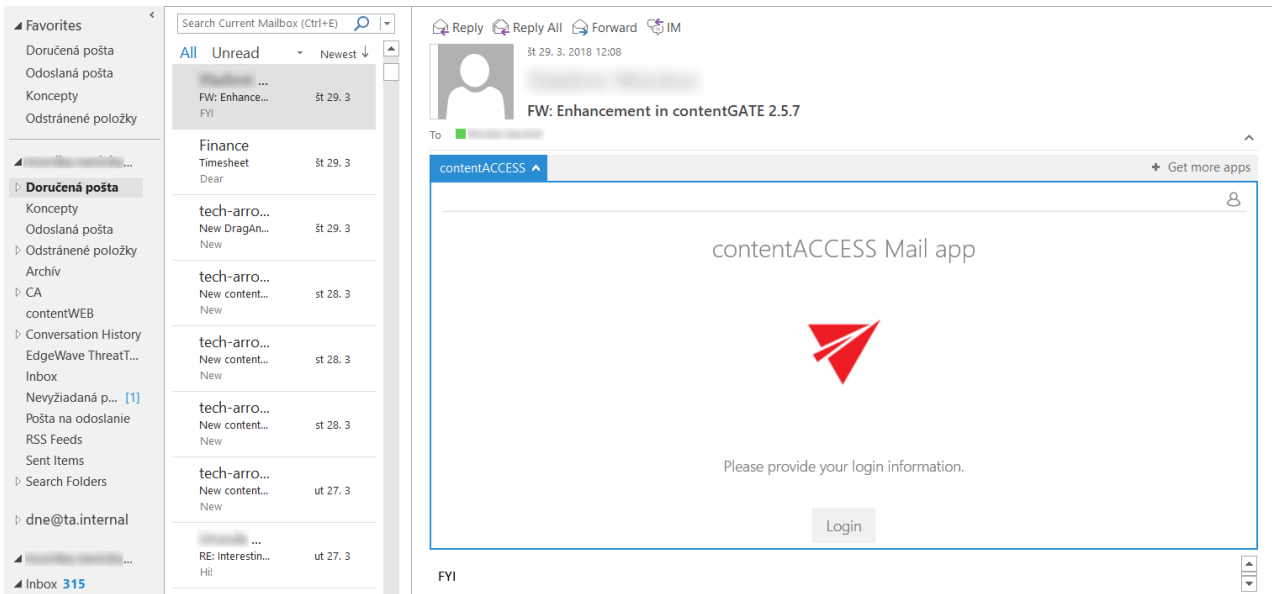 Favorites
Doručená pošta
Odoslaná pošta
Koncepty
Odstránené položky
...
Doručená pošta
Koncepty
Odoslaná pošta
Odstránené položky
Archív
CA
contentWEB
Conversation History
EdgeWave ThreatT...
Inbox
Nevyžiadaná p... [1]
Pošta na odoslanie
RSS Feeds
Sent Items
Search Folders
dne@ta.internal
...
Inbox 315
Search Current Mailbox (Ctrl+E)
All Unread Newest ↓
...
FW: Enhance... št 29. 3
FYI
Finance
Timesheet št 29. 3
Dear
tech-arro...
New DragAn... št 29. 3
New
tech-arro...
New content... st 28. 3
New
tech-arro...
New content... st 28. 3
New
tech-arro...
New content... st 28. 3
New
tech-arro...
New content... ut 27. 3
New
...
RE: Interestin... ut 27. 3
Hi!
Reply Reply All Forward IM
št 29. 3. 2018 12:08
FW: Enhancement in contentGATE 2.5.7
To
contentACCESS + Get more apps
contentACCESS Mail app
Please provide your login information.
Login
FYI